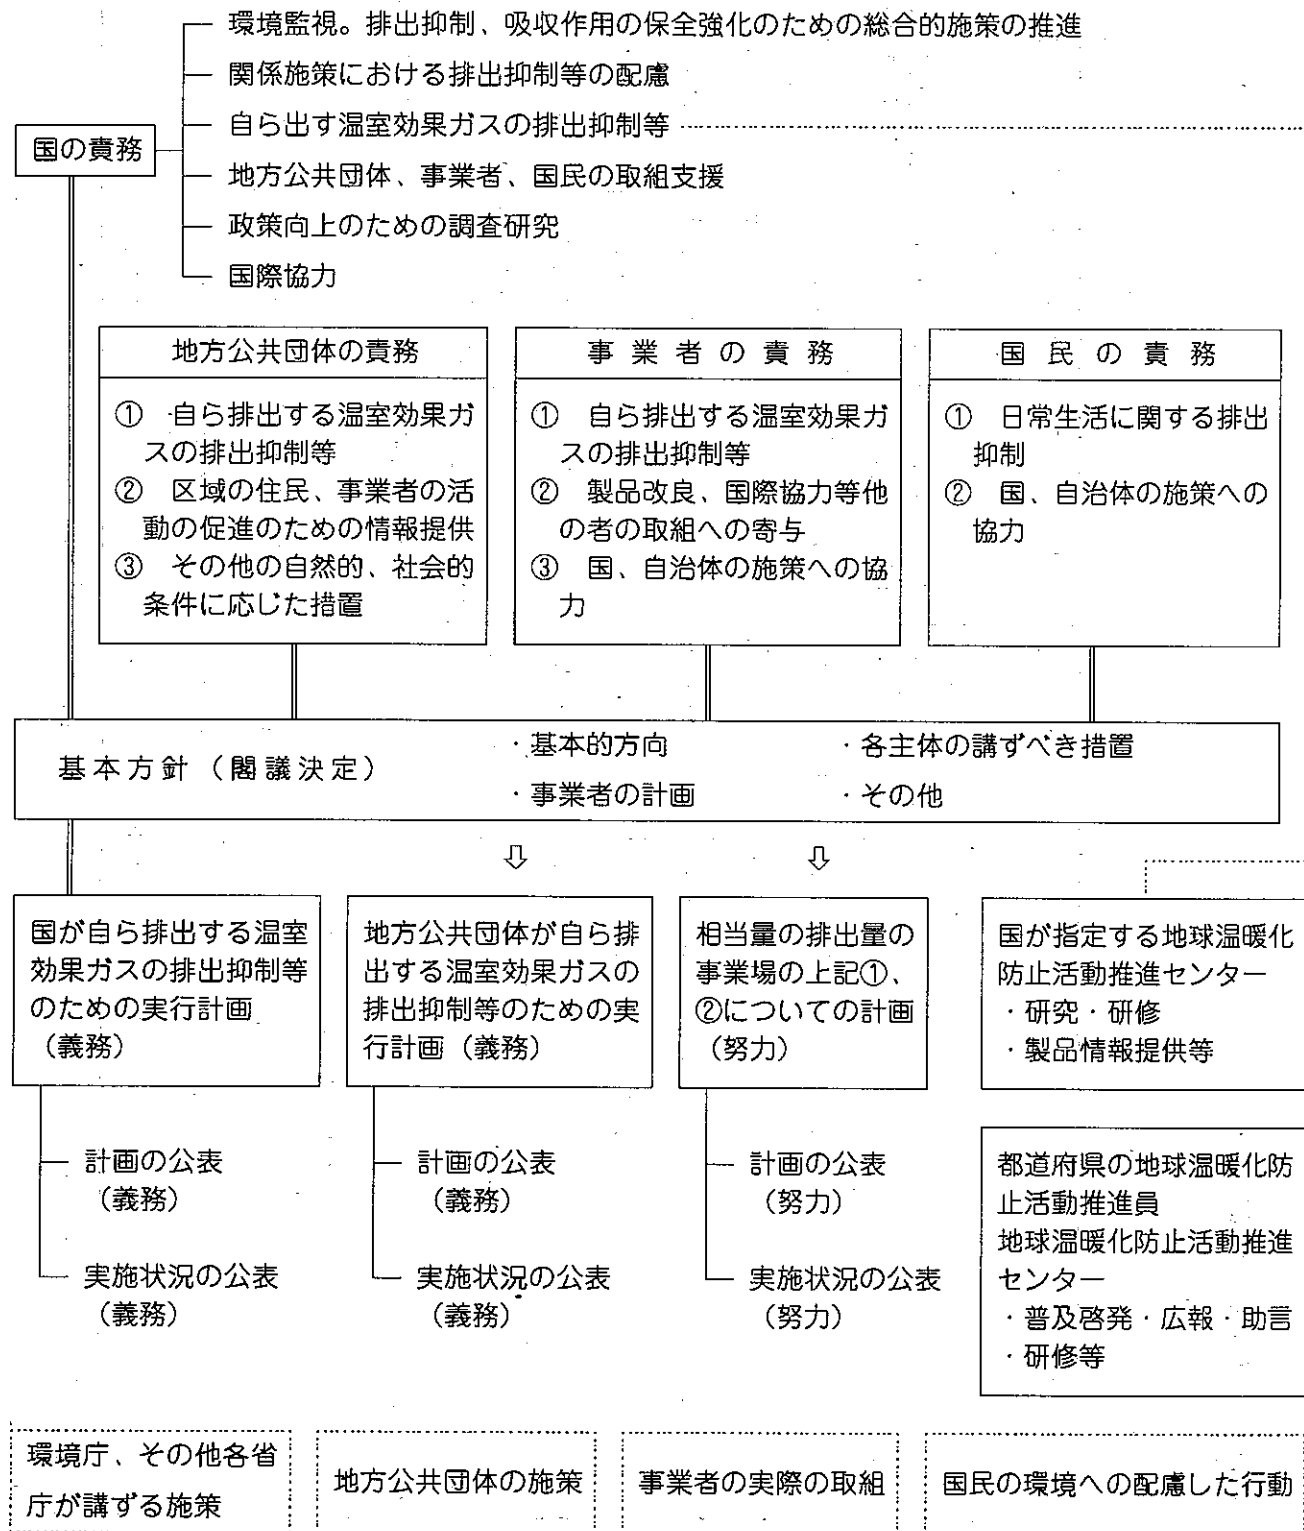 環境監視。排出抑制、吸収作用の保全強化のための総合的施策の推進
関係施策における排出抑制等の配慮
自ら出す温室効果ガスの排出抑制等
国の責務
地方公共団体、事業者、国民の取組支援
政策向上のための調査研究
国際協力
地方公共団体の責務
① 自ら排出する温室効果ガ
スの排出抑制等
② 区域の住民、事業者の活
動の促進のための情報提供
③ その他の自然的、社会的
条件に応じた措置
事業者の責務
① 自ら排出する温室効果ガ
スの排出抑制等
② 製品改良、国際協力等他
の者の取組への寄与
③ 国、自治体の施策への協
力
国民の責務
① 日常生活に関する排出
抑制
② 国、自治体の施策への
協力
基本方針（閣議決定）
・基本的方向
・各主体の講ずべき措置
・事業者の計画
・その他
国が自ら排出する温室
効果ガスの排出抑制等
のための実行計画
（義務）
計画の公表
（義務）
実施状況の公表
（義務）
地方公共団体が自ら排
出する温室効果ガスの
排出抑制等のための実
行計画（義務）
計画の公表
（義務）
実施状況の公表
（義務）
相当量の排出量の
事業場の上記①、
②についての計画
（努力）
計画の公表
（努力）
実施状況の公表
（努力）
国が指定する地球温暖化
防止活動推進センター
・研究・研修
・製品情報提供等
都道府県の地球温暖化防
止活動推進員
地球温暖化防止活動推進
センター
・普及啓発・広報・助言
・研修等
環境庁、その他各省
庁が講ずる施策
地方公共団体の施策
事業者の実際の取組
国民の環境への配慮した行動